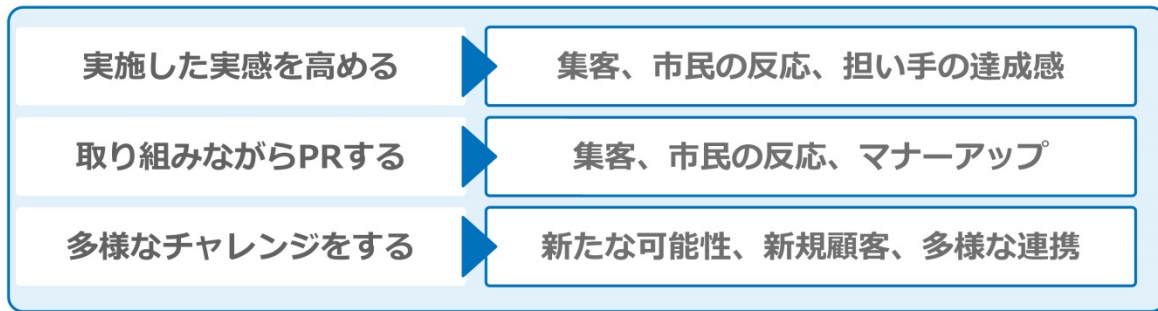 実施した実感を高める
集客、市民の反応、担い手の達成感
取り組みながらPRする
集客、市民の反応、マナーアップ
多様なチャレンジをする
新たな可能性、新規顧客、多様な連携